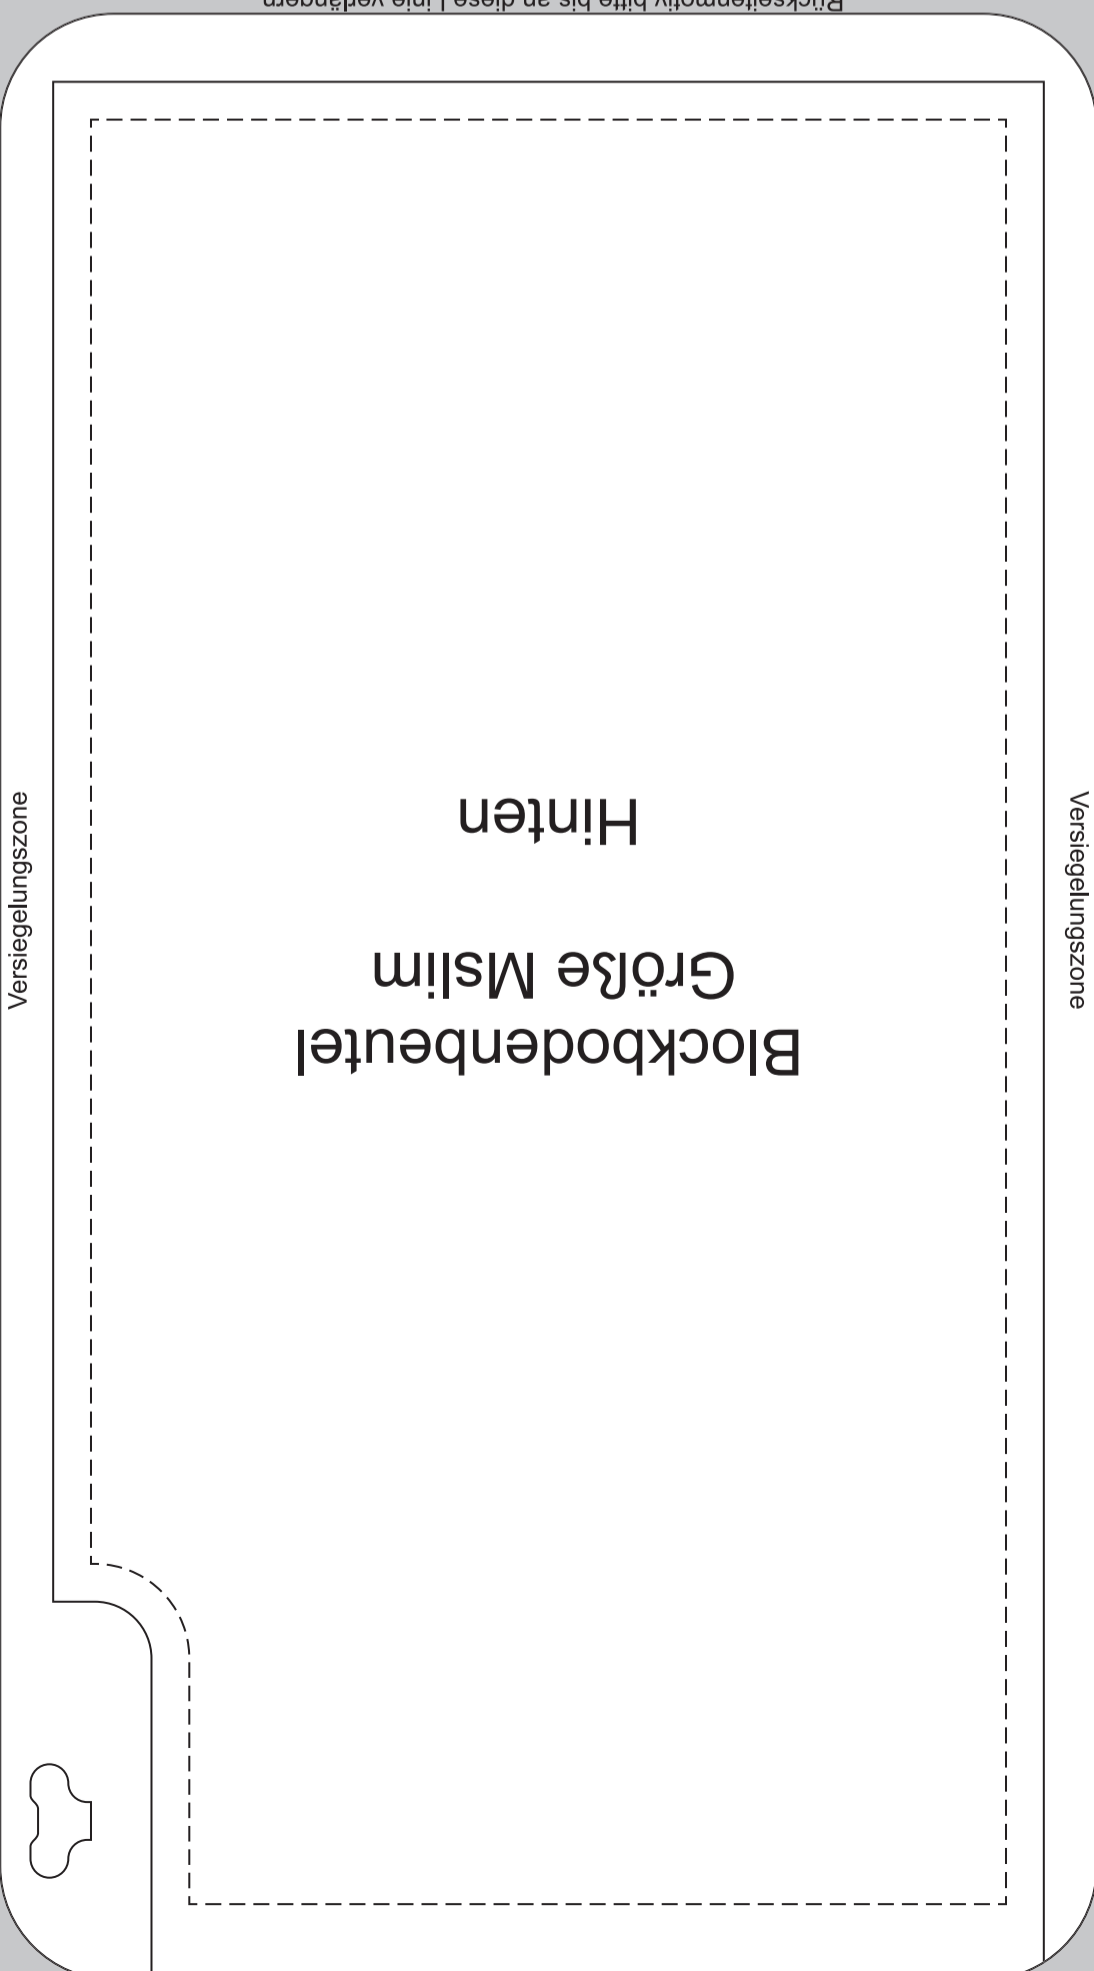 Rückseitenmotiv bitte bis an diese Linie verlängern
Blockbodenbeutel
Größe Mslim
Hinten
Versiegelungszone
Versiegelungszone